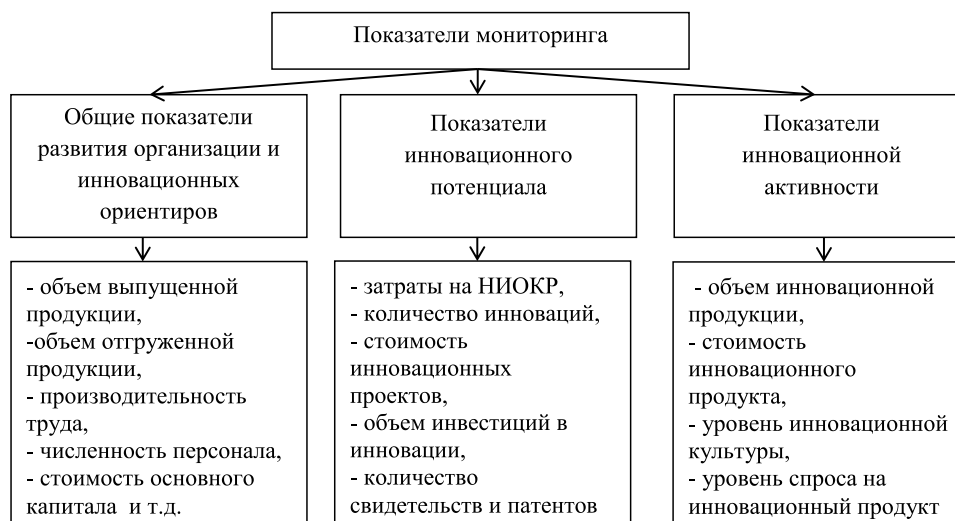 Показатели мониторинга
Общие показатели
развития организации и
инновационных
ориентиров
Показатели
инновационного
потенциала
Показатели
инновационной
активности
- объем выпущенной
продукции,
-объем отгруженной
продукции,
- производительность
труда,
- численность персонала,
- стоимость основного
капитала и т.д.
- затраты на НИОКР,
- количество инноваций,
- стоимость
инновационных
проектов,
- объем инвестиций в
инновации,
- количество
свидетельств и патентов
- объем инновационной
продукции,
- стоимость
инновационного
продукта,
- уровень инновационной
культуры,
- уровень спроса на
инновационный продукт